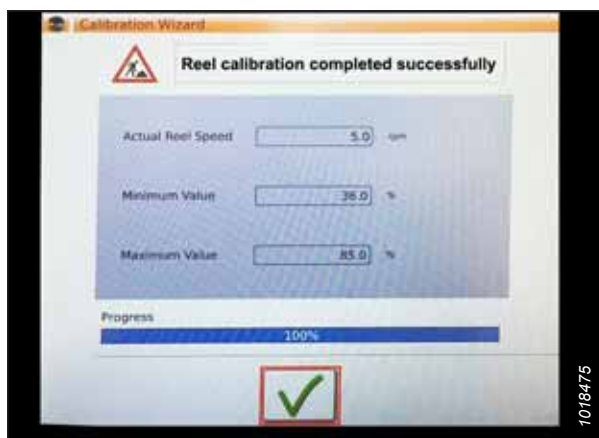 Calibration Wizard
Reel calibration completed successfully
Actual Reel Speed 5.0 rpm
Minimum Value 36.0 %
Maximum Value 85.0 %
Progress
100%
1018475